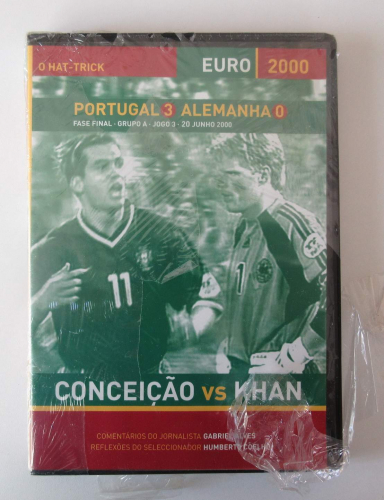 O HAT-TRICK
EURO 2000
PORTUGAL 3 ALEMANHA 0
FASE FINAL - GRUPO A - JOGO 3 - 20 JUNHO 2000
11
1
CONCEIÇÃO VS KHAN
COMENTÁRIOS DO JORNALISTA GABRIEL ALVES
REFLEXÕES DO SELECCIONADOR HUMBERTO COELHO